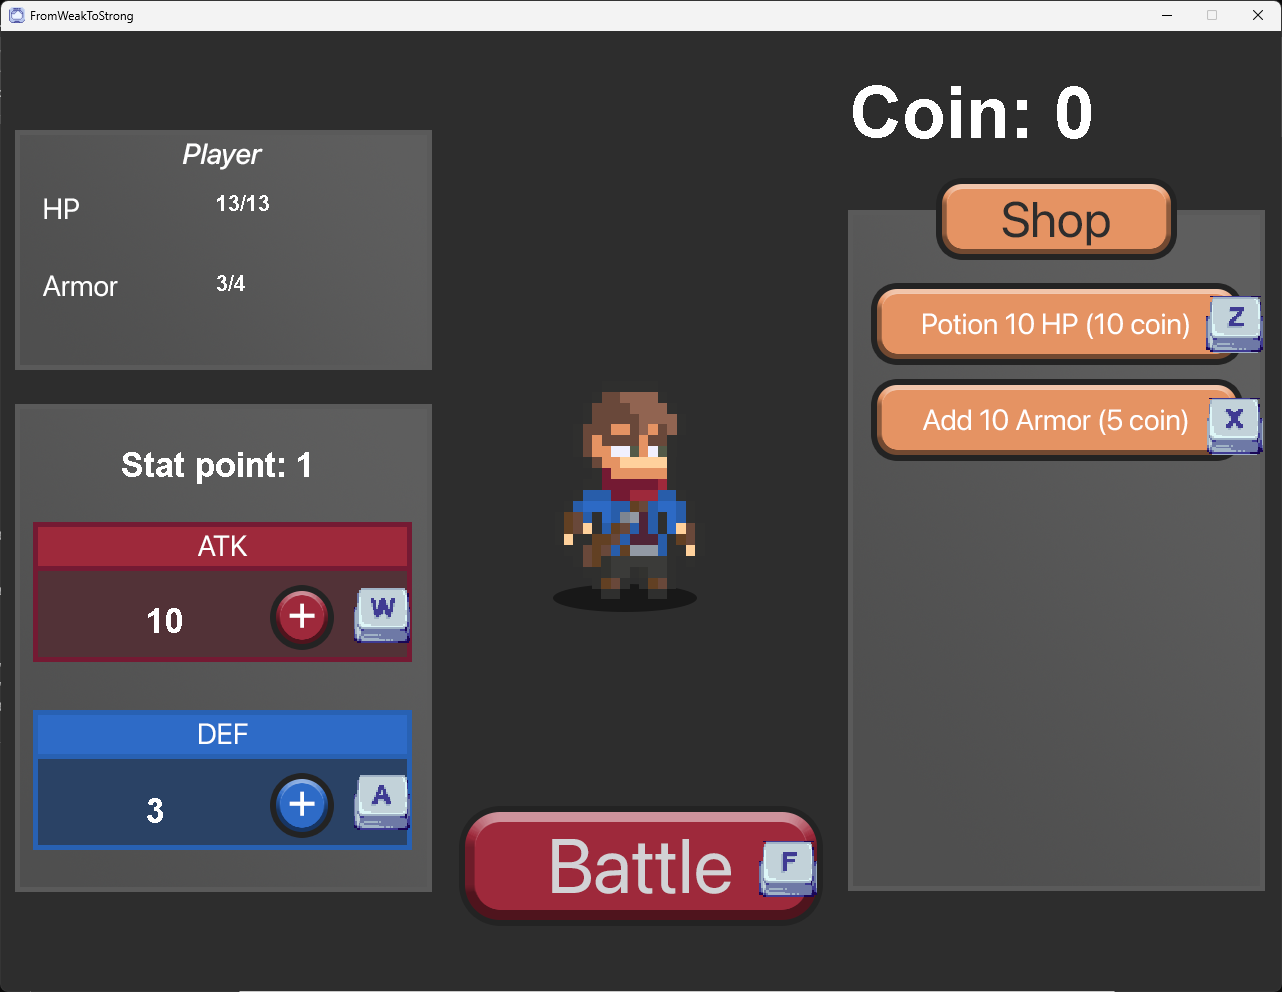 FromWeakToStrong
Coin: 0
Player
HP 13/13
Armor 3/4
Stat point: 1
ATK
10 + W
DEF
3 + A
Shop
Potion 10 HP (10 coin) Z
Add 10 Armor (5 coin) X
Battle F